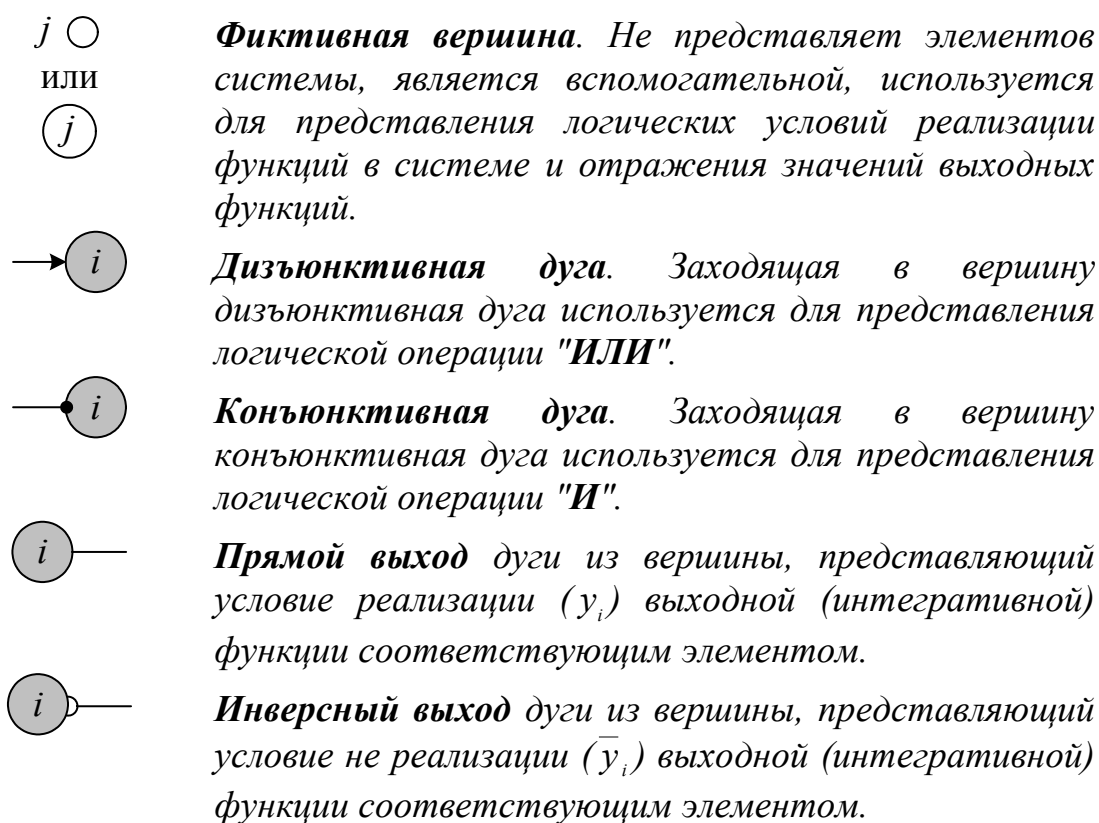 j Фиктивная вершина. Не представляет элементов
или системы, является вспомогательной, используется
j для представления логических условий реализации
функций в системе и отражения значений выходных
функций.
i Дизъюнктивная дуга. Заходящая в вершину
дизъюнктивная дуга используется для представления
логической операции "ИЛИ".
i Конъюнктивная дуга. Заходящая в вершину
конъюнктивная дуга используется для представления
логической операции "И".
i Прямой выход дуги из вершины, представляющий
условие реализации (y_i) выходной (интегративной)
функции соответствующим элементом.
i Инверсный выход дуги из вершины, представляющий
условие не реализации (y̅_i) выходной (интегративной)
функции соответствующим элементом.